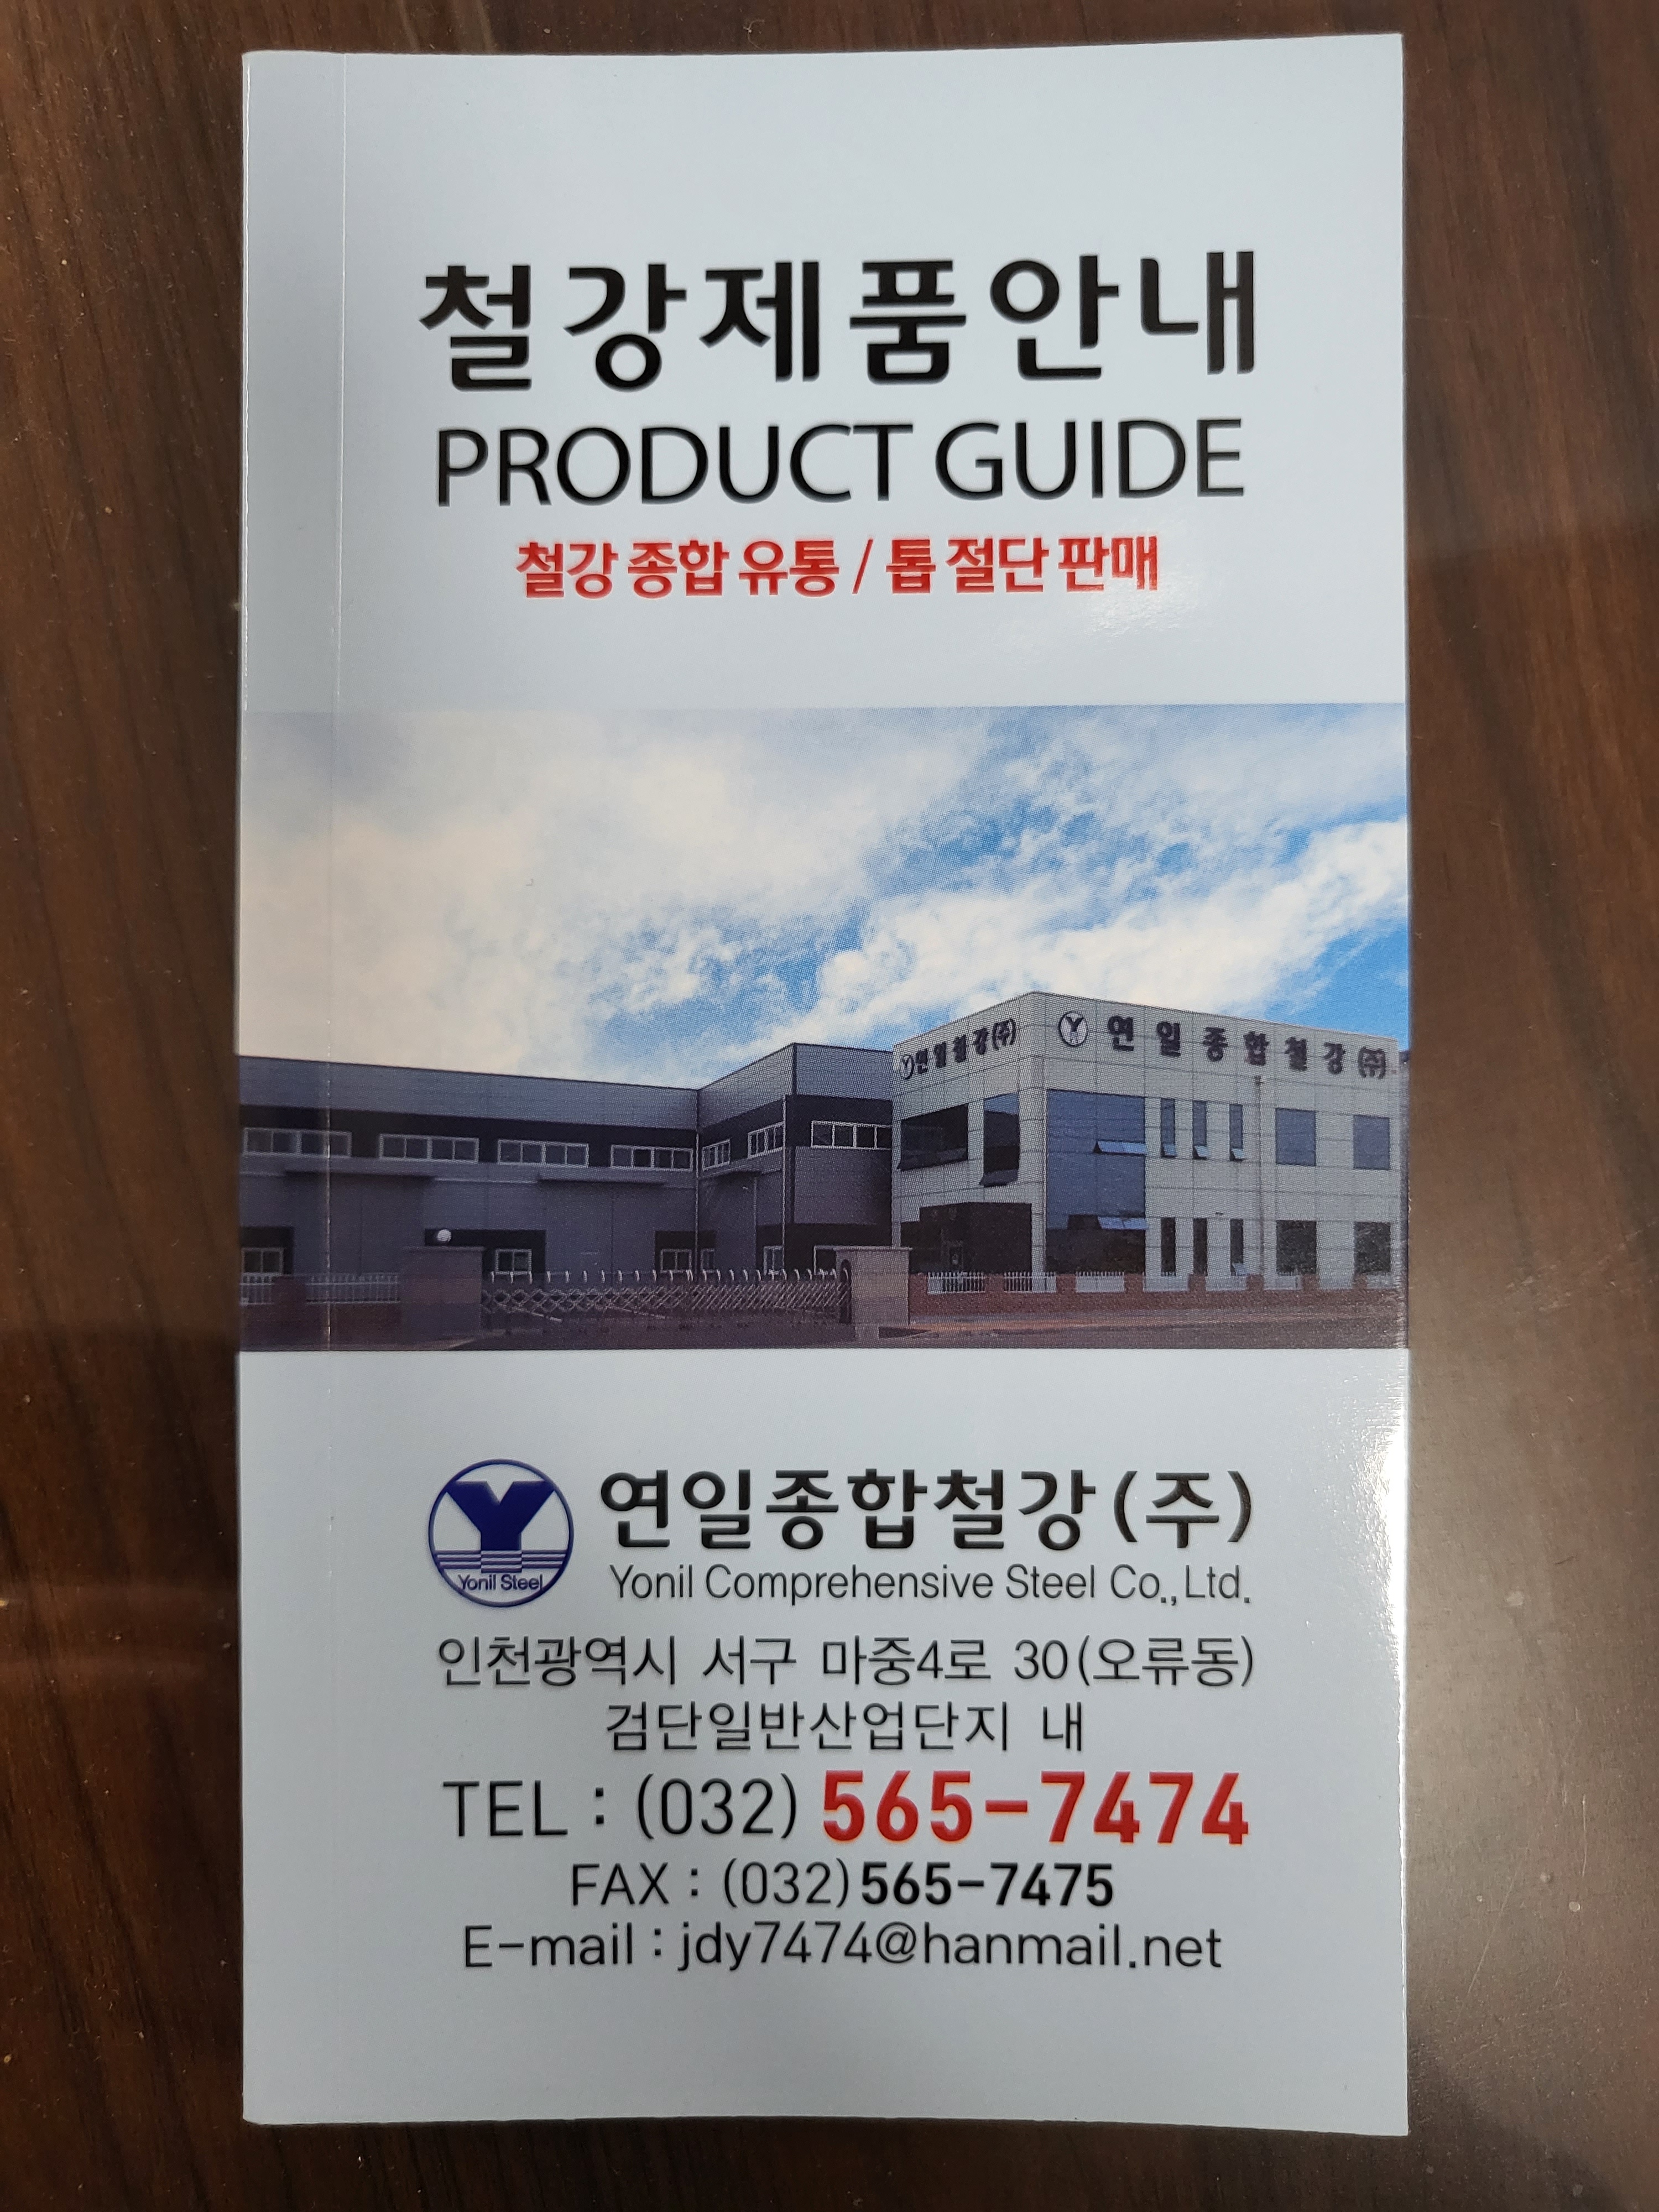 철강제품안내
PRODUCT GUIDE
철강 종합 유통 / 톱 절단 판매
연일철강(주)
Y 연일종합철강(주)
Y
Yonil Steel
연일종합철강(주)
Yonil Comprehensive Steel Co.,Ltd.
인천광역시 서구 마중4로 30(오류동)
검단일반산업단지 내
TEL : (032) 565-7474
FAX : (032) 565-7475
E-mail : jdy7474@hanmail.net